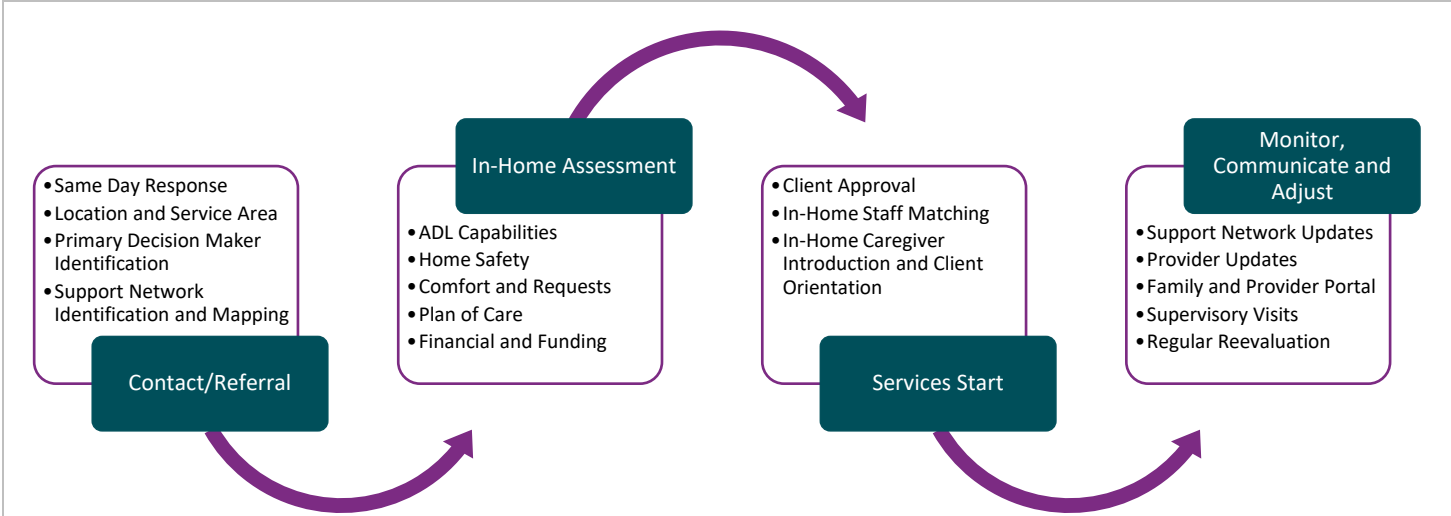 •Same Day Response
•Location and Service Area
•Primary Decision Maker
Identification
•Support Network
Identification and Mapping
Contact/Referral
In-Home Assessment
•ADL Capabilities
•Home Safety
•Comfort and Requests
•Plan of Care
•Financial and Funding
•Client Approval
•In-Home Staff Matching
•In-Home Caregiver
Introduction and Client
Orientation
Services Start
Monitor,
Communicate and
Adjust
•Support Network Updates
•Provider Updates
•Family and Provider Portal
•Supervisory Visits
•Regular Reevaluation